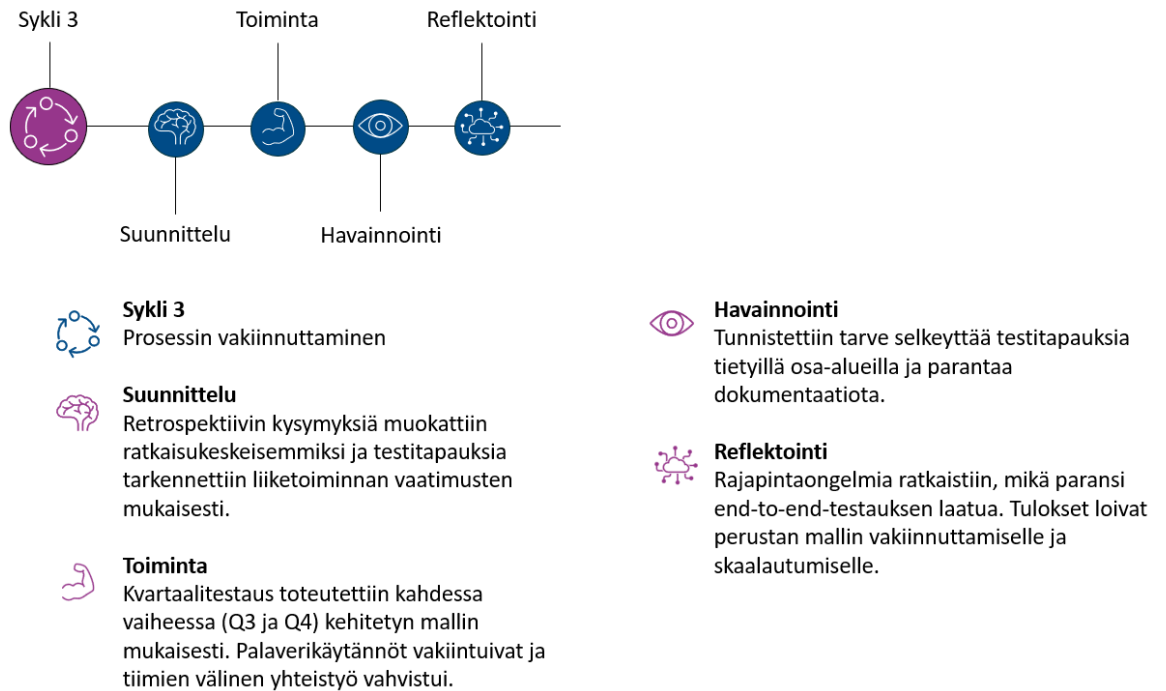 Sykli 3
Toiminta
Reflektointi
Suunnittelu
Havainnointi
Sykli 3
Prosessin vakiinnuttaminen
Suunnittelu
Retrospektiivin kysymyksiä muokattiin
ratkaisukeskeisemmiksi ja testitapauksia
tarkennettiin liiketoiminnan vaatimusten
mukaisesti.
Toiminta
Kvartaalitestaus toteutettiin kahdessa
vaiheessa (Q3 ja Q4) kehitetyn mallin
mukaisesti. Palaverikäytännöt vakiintuivat ja
tiimien välinen yhteistyö vahvistui.
Havainnointi
Tunnistettiin tarve selkeyttää testitapauksia
tietyillä osa-alueilla ja parantaa
dokumentaatiota.
Reflektointi
Rajapintaongelmia ratkaistiin, mikä paransi
end-to-end-testauksen laatua. Tulokset loivat
perustan mallin vakiinnuttamiselle ja
skaalautumiselle.